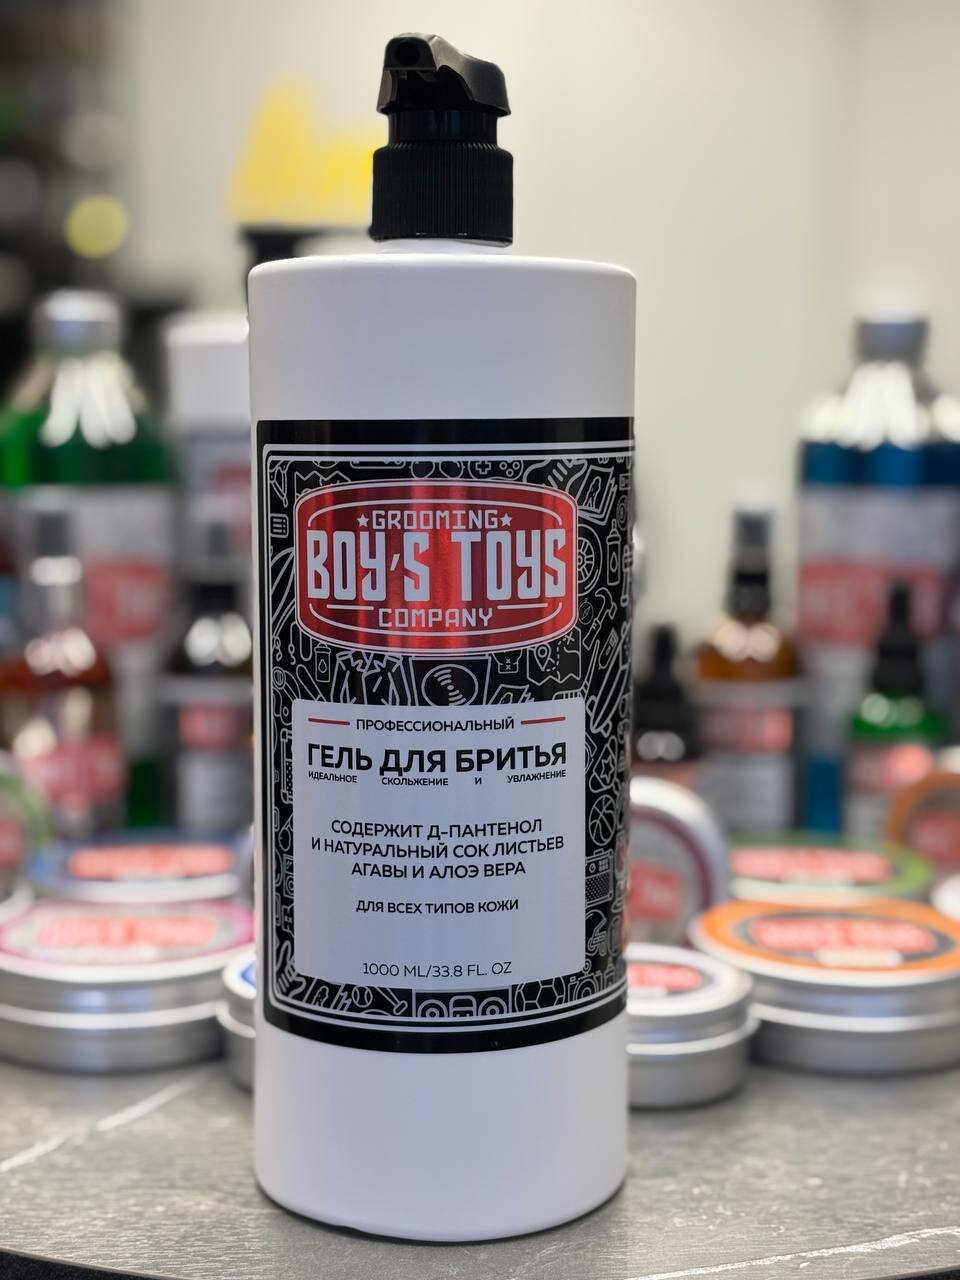 GROOMING
BOY'S TOYS
COMPANY
ПРОФЕССИОНАЛЬНЫЙ
ГЕЛЬ ДЛЯ БРИТЬЯ
ИДЕАЛЬНОЕ СКОЛЬЖЕНИЕ И УВЛАЖНЕНИЕ
СОДЕРЖИТ Д-ПАНТЕНОЛ
И НАТУРАЛЬНЫЙ СОК ЛИСТЬЕВ
АГАВЫ И АЛОЭ ВЕРА
ДЛЯ ВСЕХ ТИПОВ КОЖИ
1000 ML/33.8 FL. OZ